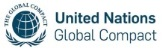 THE GLOBAL COMPACT
United Nations
Global Compact